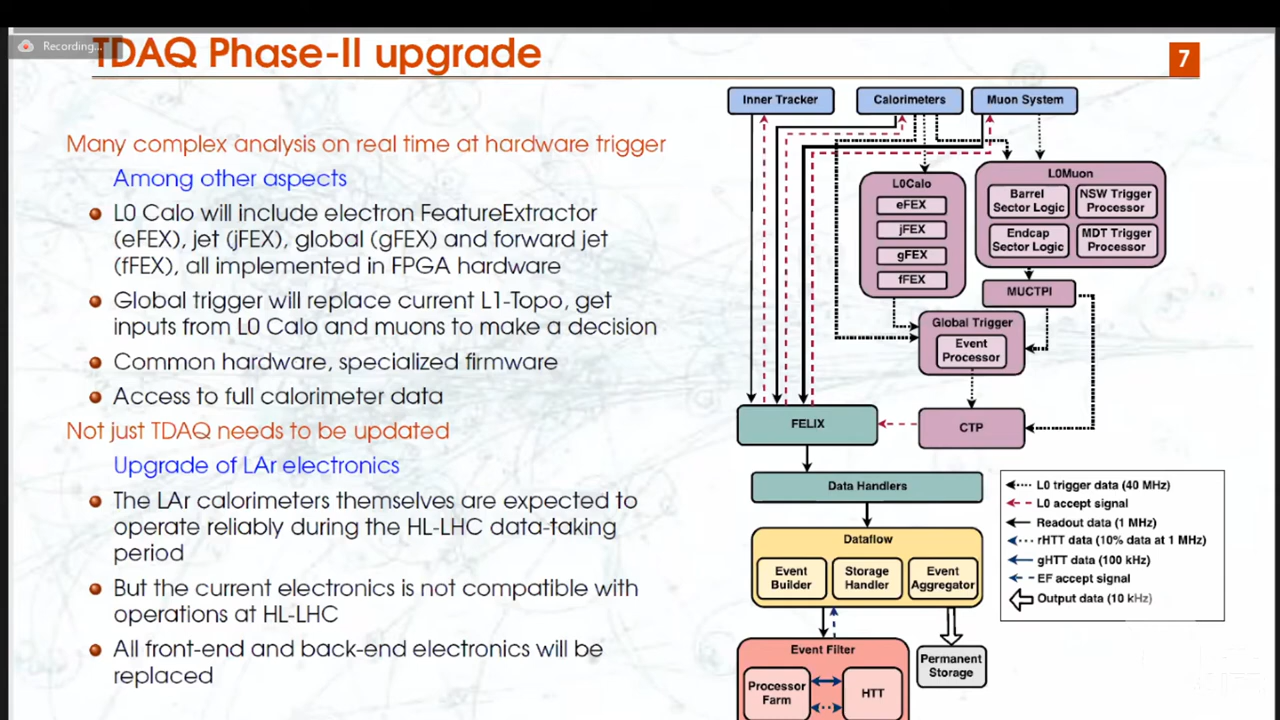 Recording...
TDAQ Phase-II upgrade
7
Many complex analysis on real time at hardware trigger
Among other aspects
L0 Calo will include electron FeatureExtractor
(eFEX), jet (jFEX), global (gFEX) and forward jet
(fFEX), all implemented in FPGA hardware
Global trigger will replace current L1-Topo, get
inputs from L0 Calo and muons to make a decision
Common hardware, specialized firmware
Access to full calorimeter data
Not just TDAQ needs to be updated
Upgrade of LAr electronics
The LAr calorimeters themselves are expected to
operate reliably during the HL-LHC data-taking
period
But the current electronics is not compatible with
operations at HL-LHC
All front-end and back-end electronics will be
replaced
Inner Tracker
Calorimeters
Muon System
L0Calo
eFEX
jFEX
gFEX
fFEX
L0Muon
Barrel
Sector Logic
NSW Trigger
Processor
Endcap
Sector Logic
MDT Trigger
Processor
MUCTPI
Global Trigger
Event
Processor
FELIX
CTP
Data Handlers
Dataflow
Event
Builder
Storage
Handler
Event
Aggregator
Event Filter
Processor
Farm
HTT
Permanent
Storage
L0 trigger data (40 MHz)
L0 accept signal
Readout data (1 MHz)
rHTT data (10% data at 1 MHz)
gHTT data (100 kHz)
EF accept signal
Output data (10 kHz)